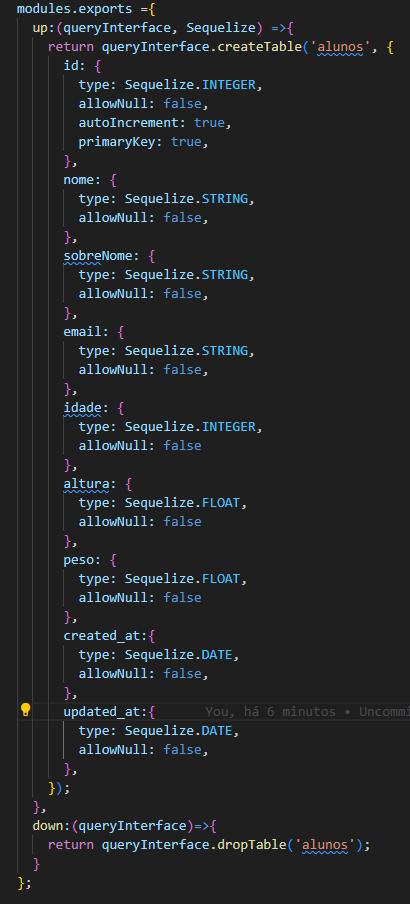 modules.exports ={
up:(queryInterface, Sequelize) =>{
return queryInterface.createTable('alunos', {
id: {
type: Sequelize.INTEGER,
allowNull: false,
autoIncrement: true,
primaryKey: true,
},
nome: {
type: Sequelize.STRING,
allowNull: false,
},
sobreNome: {
type: Sequelize.STRING,
allowNull: false,
},
email: {
type: Sequelize.STRING,
allowNull: false,
},
idade: {
type: Sequelize.INTEGER,
allowNull: false
},
altura: {
type: Sequelize.FLOAT,
allowNull: false
},
peso: {
type: Sequelize.FLOAT,
allowNull: false
},
created_at:{
type: Sequelize.DATE,
allowNull: false,
},
updated_at:{ You, há 6 minutos • Uncommi
type: Sequelize.DATE,
allowNull: false,
},
});
},
down:(queryInterface)=>{
return queryInterface.dropTable('alunos');
}
};